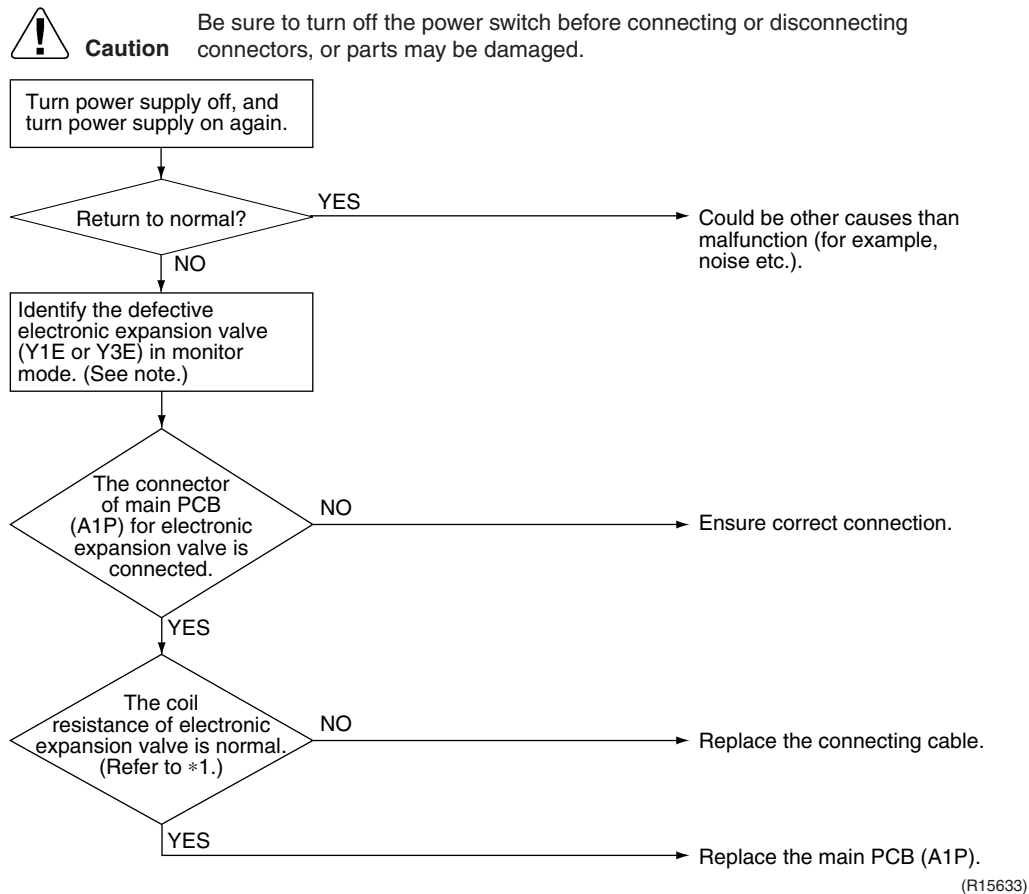 Be sure to turn off the power switch before connecting or disconnecting
Caution connectors, or parts may be damaged.
Turn power supply off, and
turn power supply on again.
Return to normal?
YES
Could be other causes than
malfunction (for example,
noise etc.).
NO
Identify the defective
electronic expansion valve
(Y1E or Y3E) in monitor
mode. (See note.)
The connector
of main PCB
(A1P) for electronic
expansion valve is
connected.
NO
Ensure correct connection.
YES
The coil
resistance of electronic
expansion valve is normal.
(Refer to *1.)
NO
Replace the connecting cable.
YES
Replace the main PCB (A1P).
(R15633)